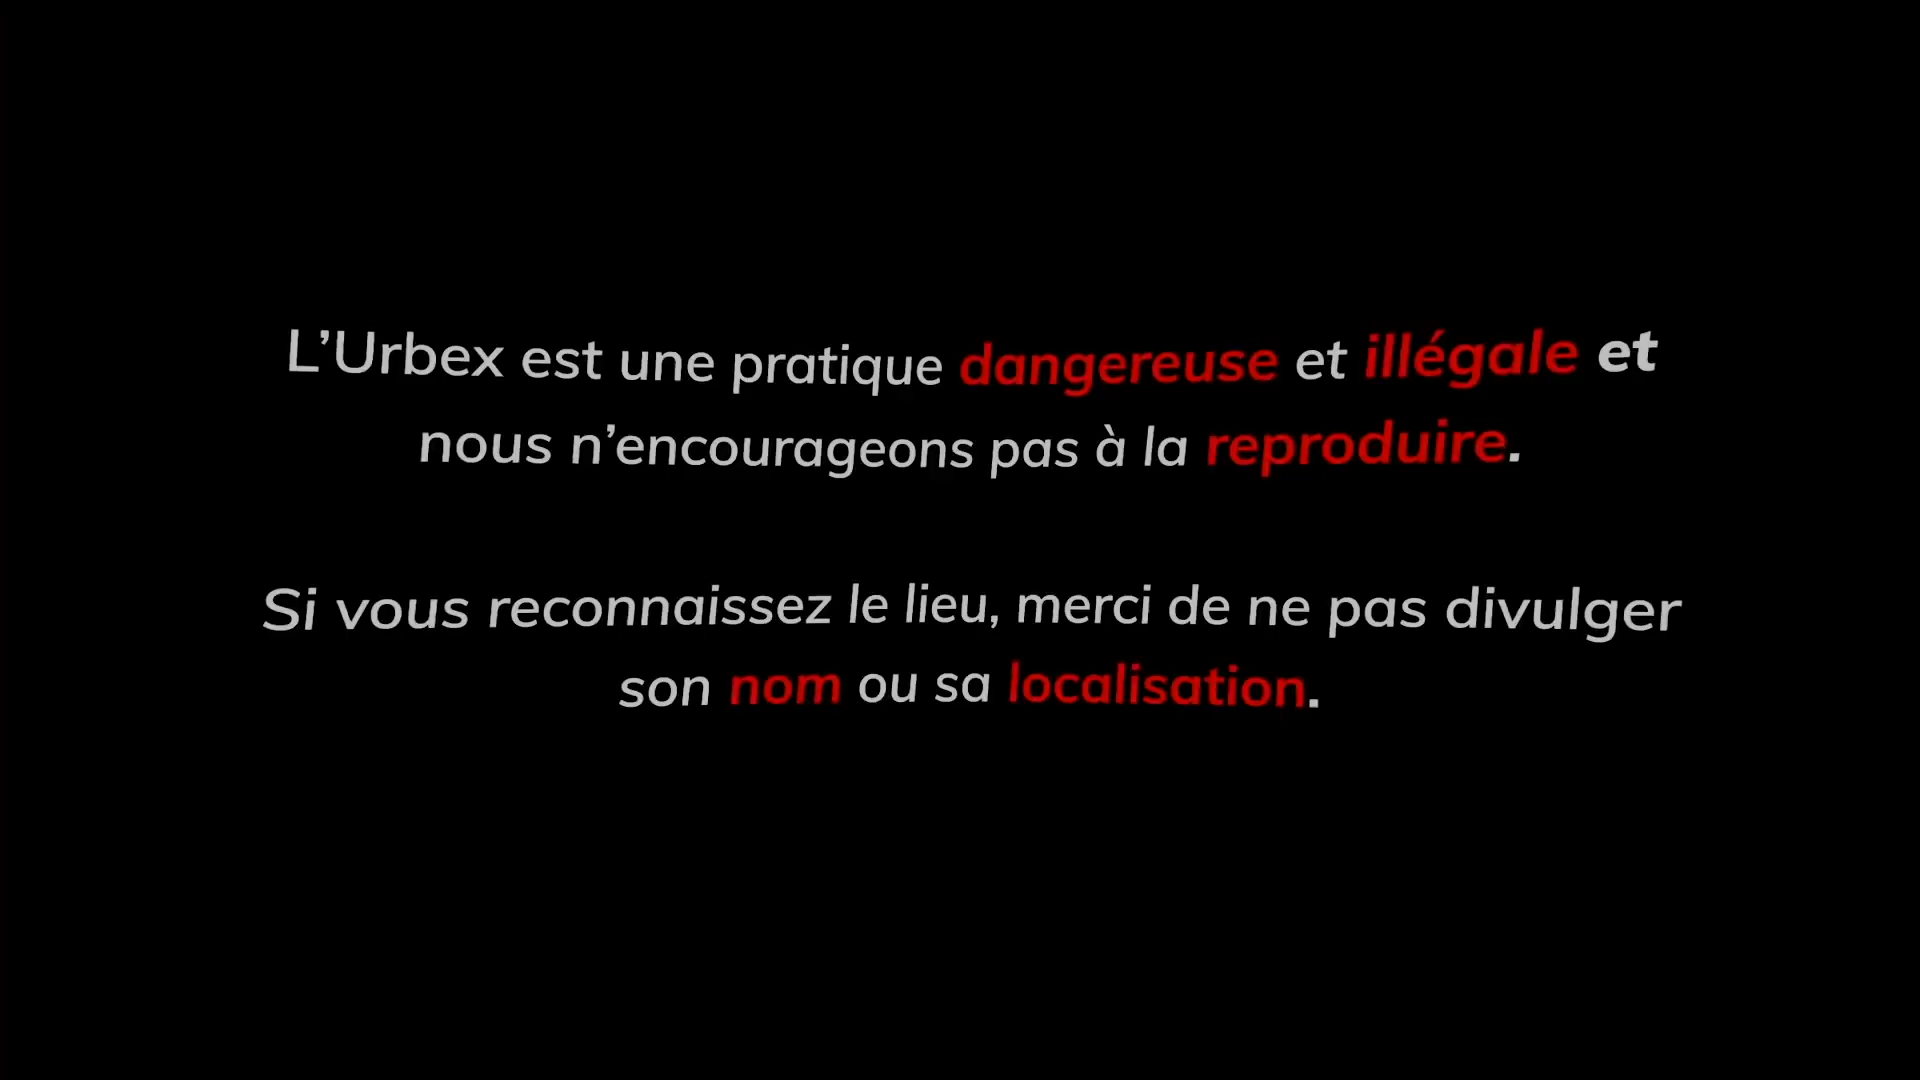 L’Urbex est une pratique dangereuse et illégale et
nous n’encourageons pas à la reproduire.
Si vous reconnaissez le lieu, merci de ne pas divulger
son nom ou sa localisation.